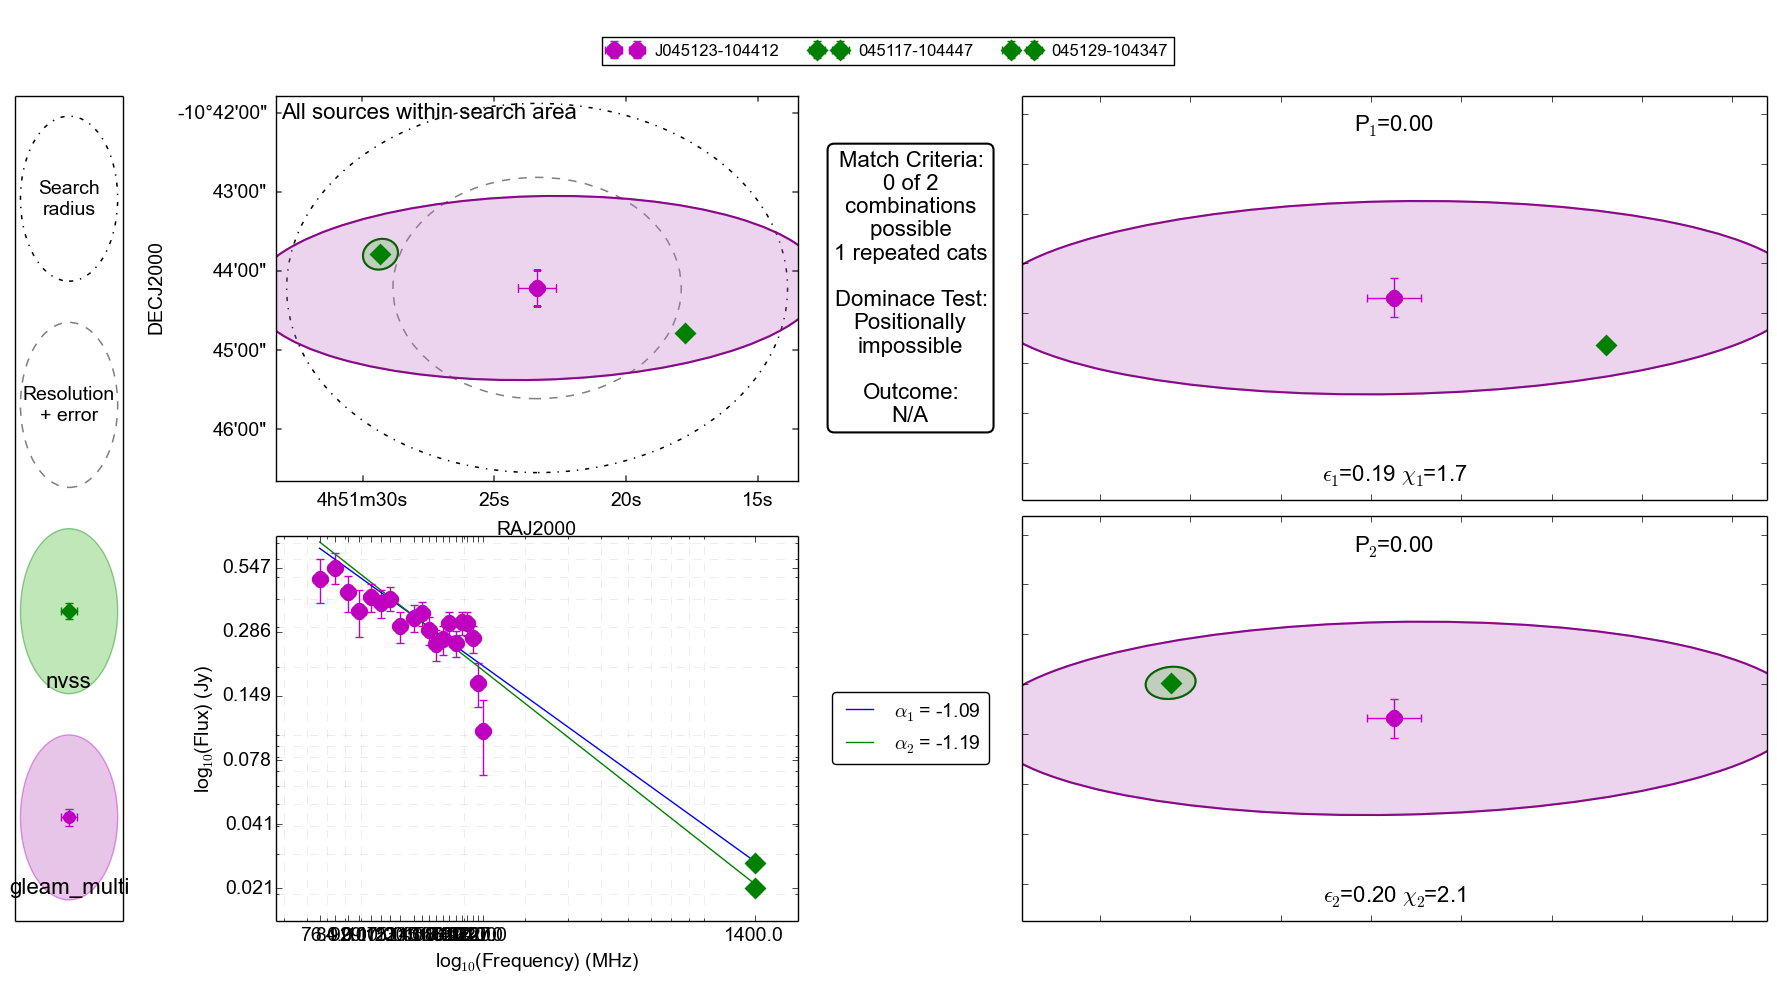 J045123-104412 045117-104447 045129-104347
Search
radius
Resolution
+ error
nvss
gleam_multi
All sources within search area
-10°42'00"
43'00"
44'00"
45'00"
46'00"
DECJ2000
4h51m30s 25s 20s 15s
RAJ2000
Match Criteria:
0 of 2
combinations
possible
1 repeated cats
Dominace Test:
Positionally
impossible
Outcome:
N/A
P1=0.00
ϵ1=0.19 χ1=1.7
P2=0.00
ϵ2=0.20 χ2=2.1
0.547
0.286
0.149
0.078
0.041
0.021
log10(Flux) (Jy)
1400.0
log10(Frequency) (MHz)
α1 = -1.09
α2 = -1.19